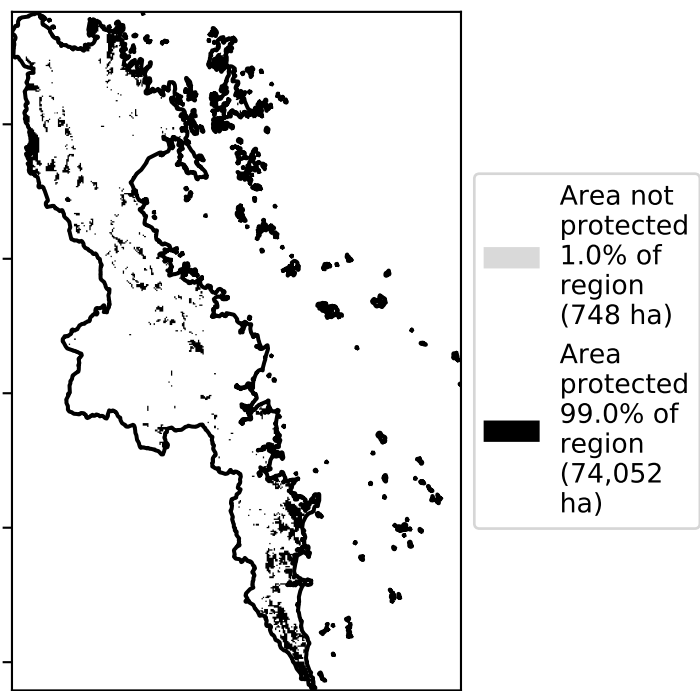 Area not
protected
1.0% of
region
(748 ha)
Area
protected
99.0% of
region
(74,052
ha)